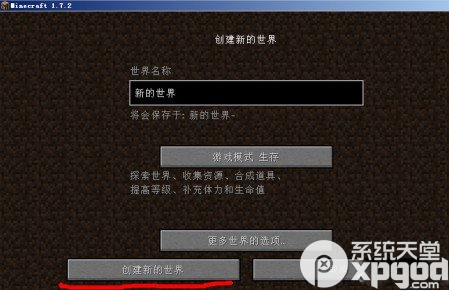 Minecraft 1.7.2
创建新的世界
世界名称
新的世界
将会保存于: 新的世界-
游戏模式 生存
探索世界、收集资源、合成道具、
提高等级、补充体力和生命值
更多世界的选项..
创建新的世界
系统天堂
xpgod.com